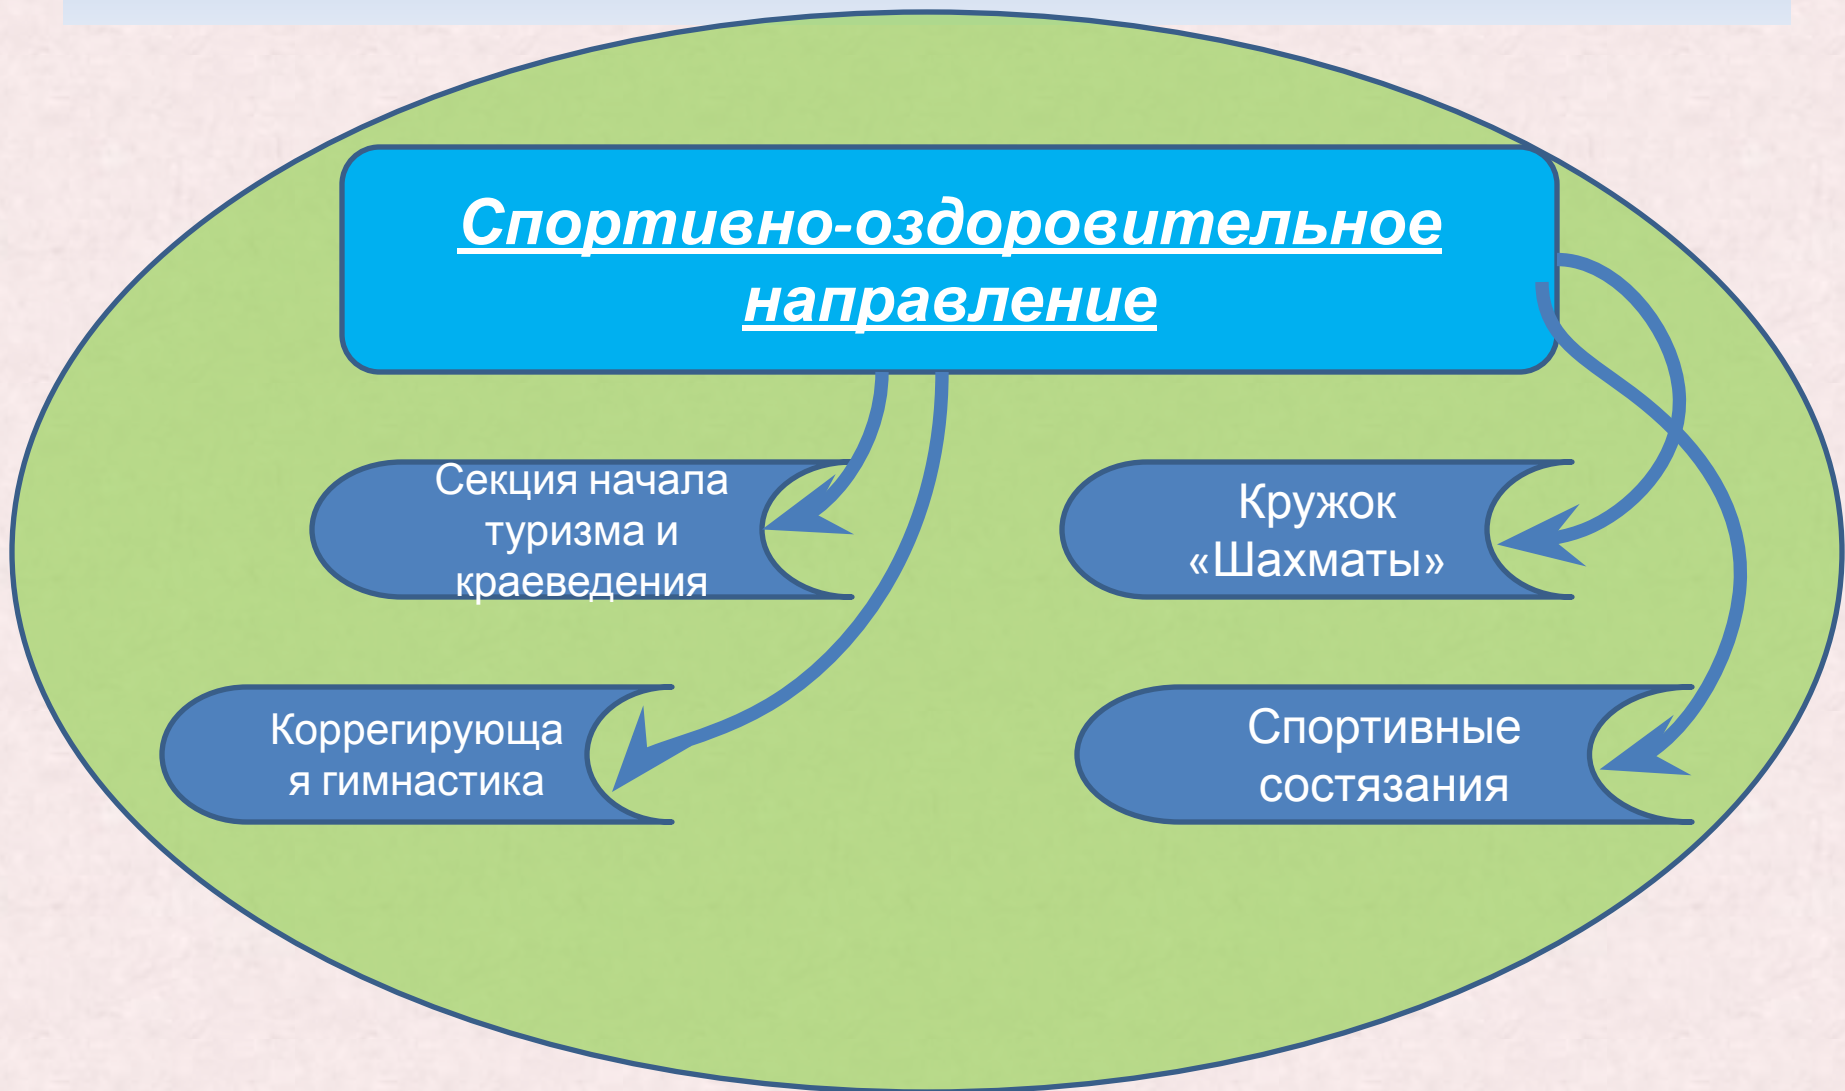 Спортивно-оздоровительное
направление
Секция начала
туризма и
краеведения
Кружок
«Шахматы»
Коррегирующа
я гимнастика
Спортивные
состязания